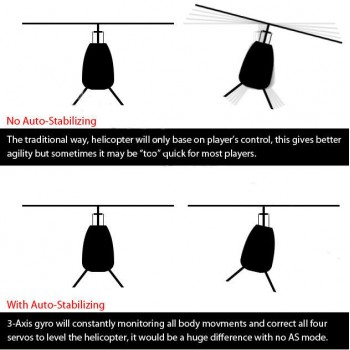 No Auto-Stabilizing
The traditional way, helicopter will only base on player's control, this gives better
agility but sometimes it may be "too" quick for most players.
With Auto-Stabilizing
3-Axis gyro will constantly monitoring all body movments and correct all four
servos to level the helicopter, it would be a huge difference with no AS mode.